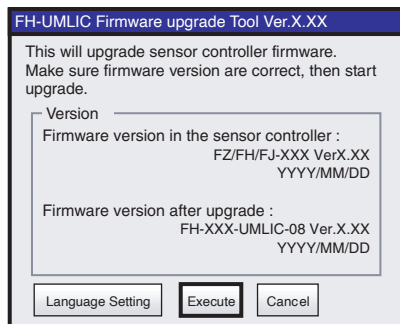 FH-UMLIC Firmware upgrade Tool Ver.X.XX
This will upgrade sensor controller firmware.
Make sure firmware version are correct, then start
upgrade.
Version
Firmware version in the sensor controller :
FZ/FH/FJ-XXX VerX.XX
YYYY/MM/DD
Firmware version after upgrade :
FH-XXX-UMLIC-08 Ver.X.XX
YYYY/MM/DD
Language Setting Execute Cancel